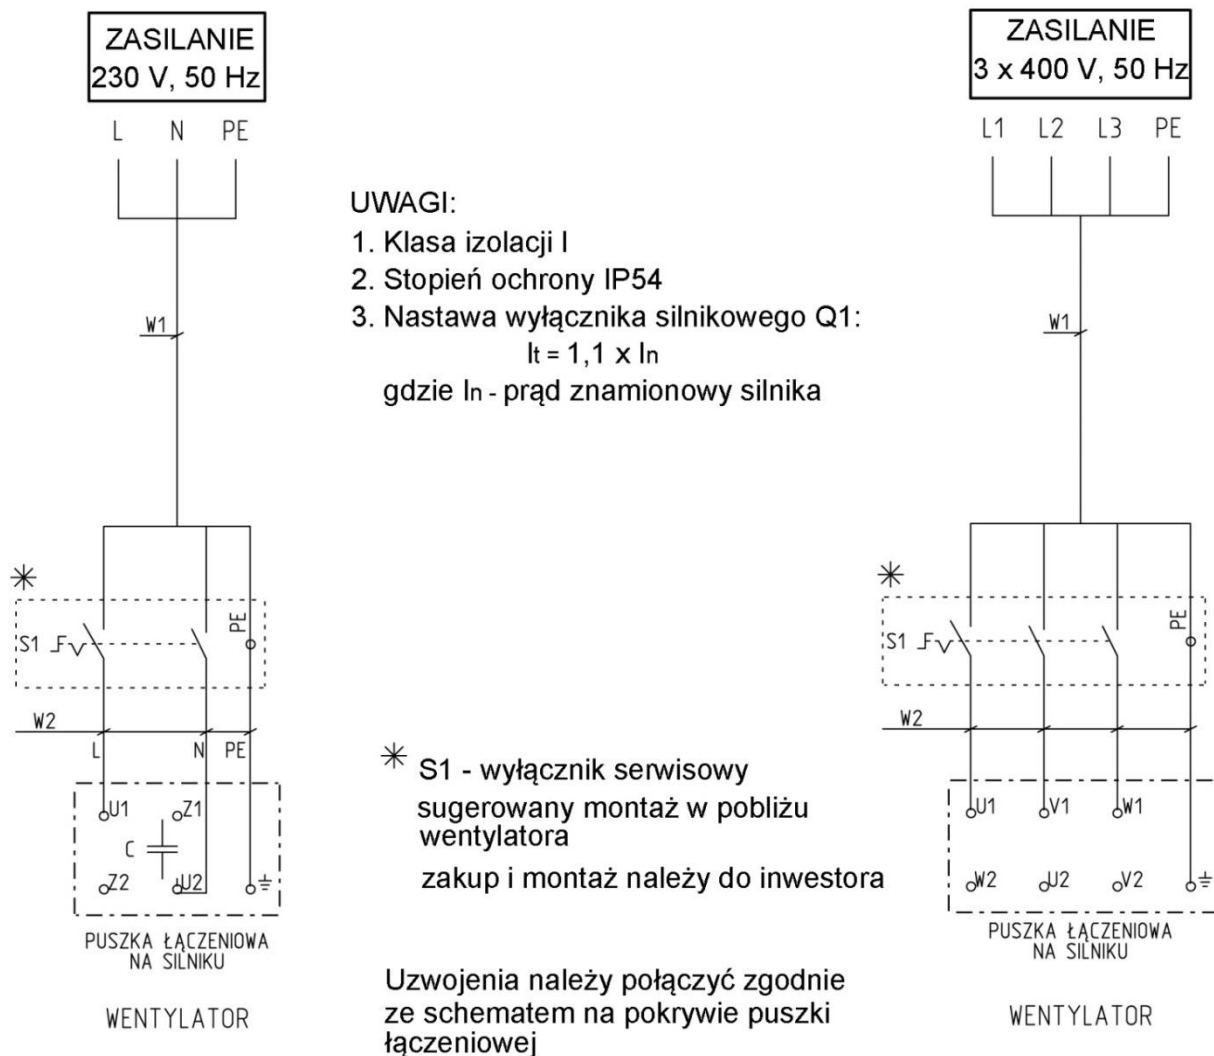 ZASILANIE
230 V, 50 Hz
L N PE
W1
S1
PE
W2
L N PE
U1 Z1
C
Z2 U2
PUSZKA ŁĄCZENIOWA
NA SILNIKU
WENTYLATOR
UWAGI:
1. Klasa izolacji I
2. Stopień ochrony IP54
3. Nastawa wyłącznika silnikowego Q1:
It = 1,1 x In
gdzie In - prąd znamionowy silnika
* S1 - wyłącznik serwisowy
sugerowany montaż w pobliżu
wentylatora
zakup i montaż należy do inwestora
Uzwojenia należy połączyć zgodnie
ze schematem na pokrywie puszki
łączeniowej
ZASILANIE
3 x 400 V, 50 Hz
L1 L2 L3 PE
W1
*
S1
PE
W2
U1 V1 W1
W2 U2 V2
PUSZKA ŁĄCZENIOWA
NA SILNIKU
WENTYLATOR